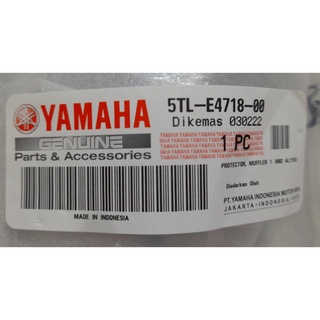 YAMAHA
GENUINE
Parts & Accessories
MADE IN INDONESIA
5TL-E4718-00
Dikemas 030222
1 PC
PROTECTOR, MUFFLER 1
Diedarkan Oleh
PT.YAMAHA INDONESIA MOTOR
JAKARTA-INDONESIA